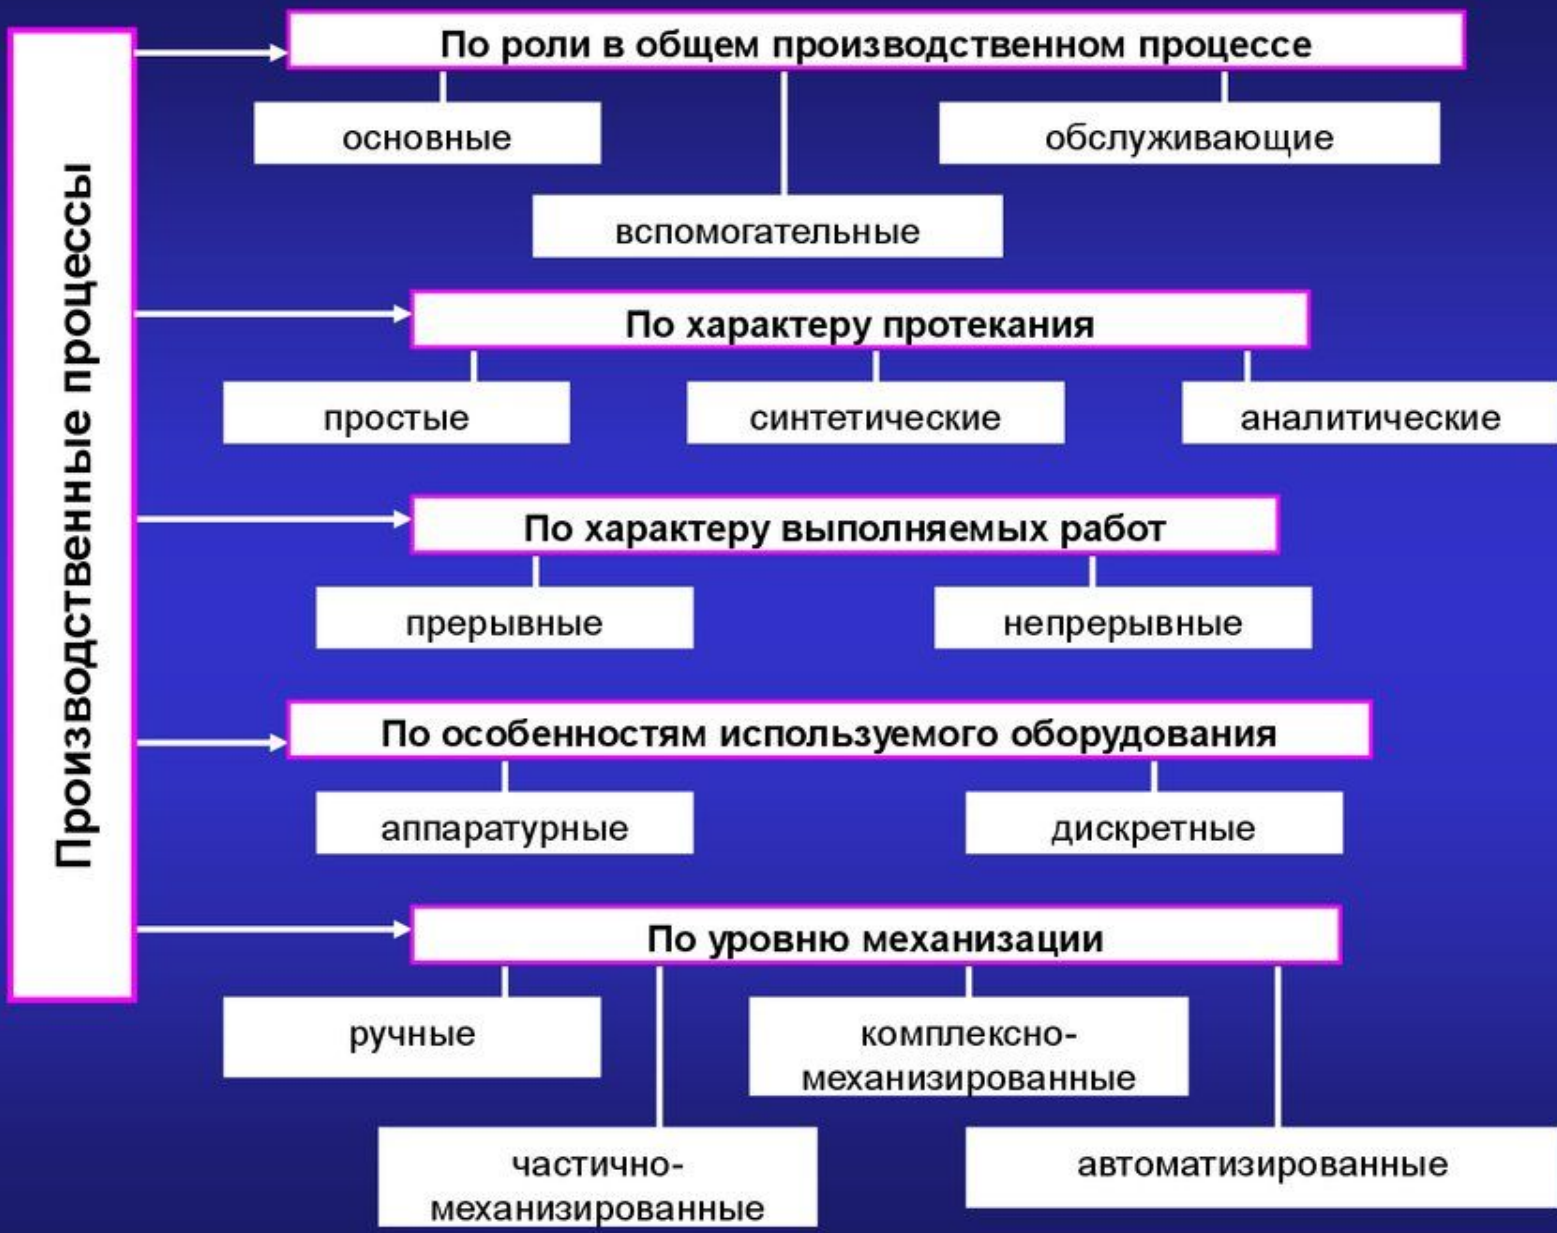 Производственные процессы
По роли в общем производственном процессе
основные
обслуживающие
вспомогательные
По характеру протекания
простые
синтетические
аналитические
По характеру выполняемых работ
прерывные
непрерывные
По особенностям используемого оборудования
аппаратурные
дискретные
По уровню механизации
ручные
комплексно-
механизированные
частично-
механизированные
автоматизированные